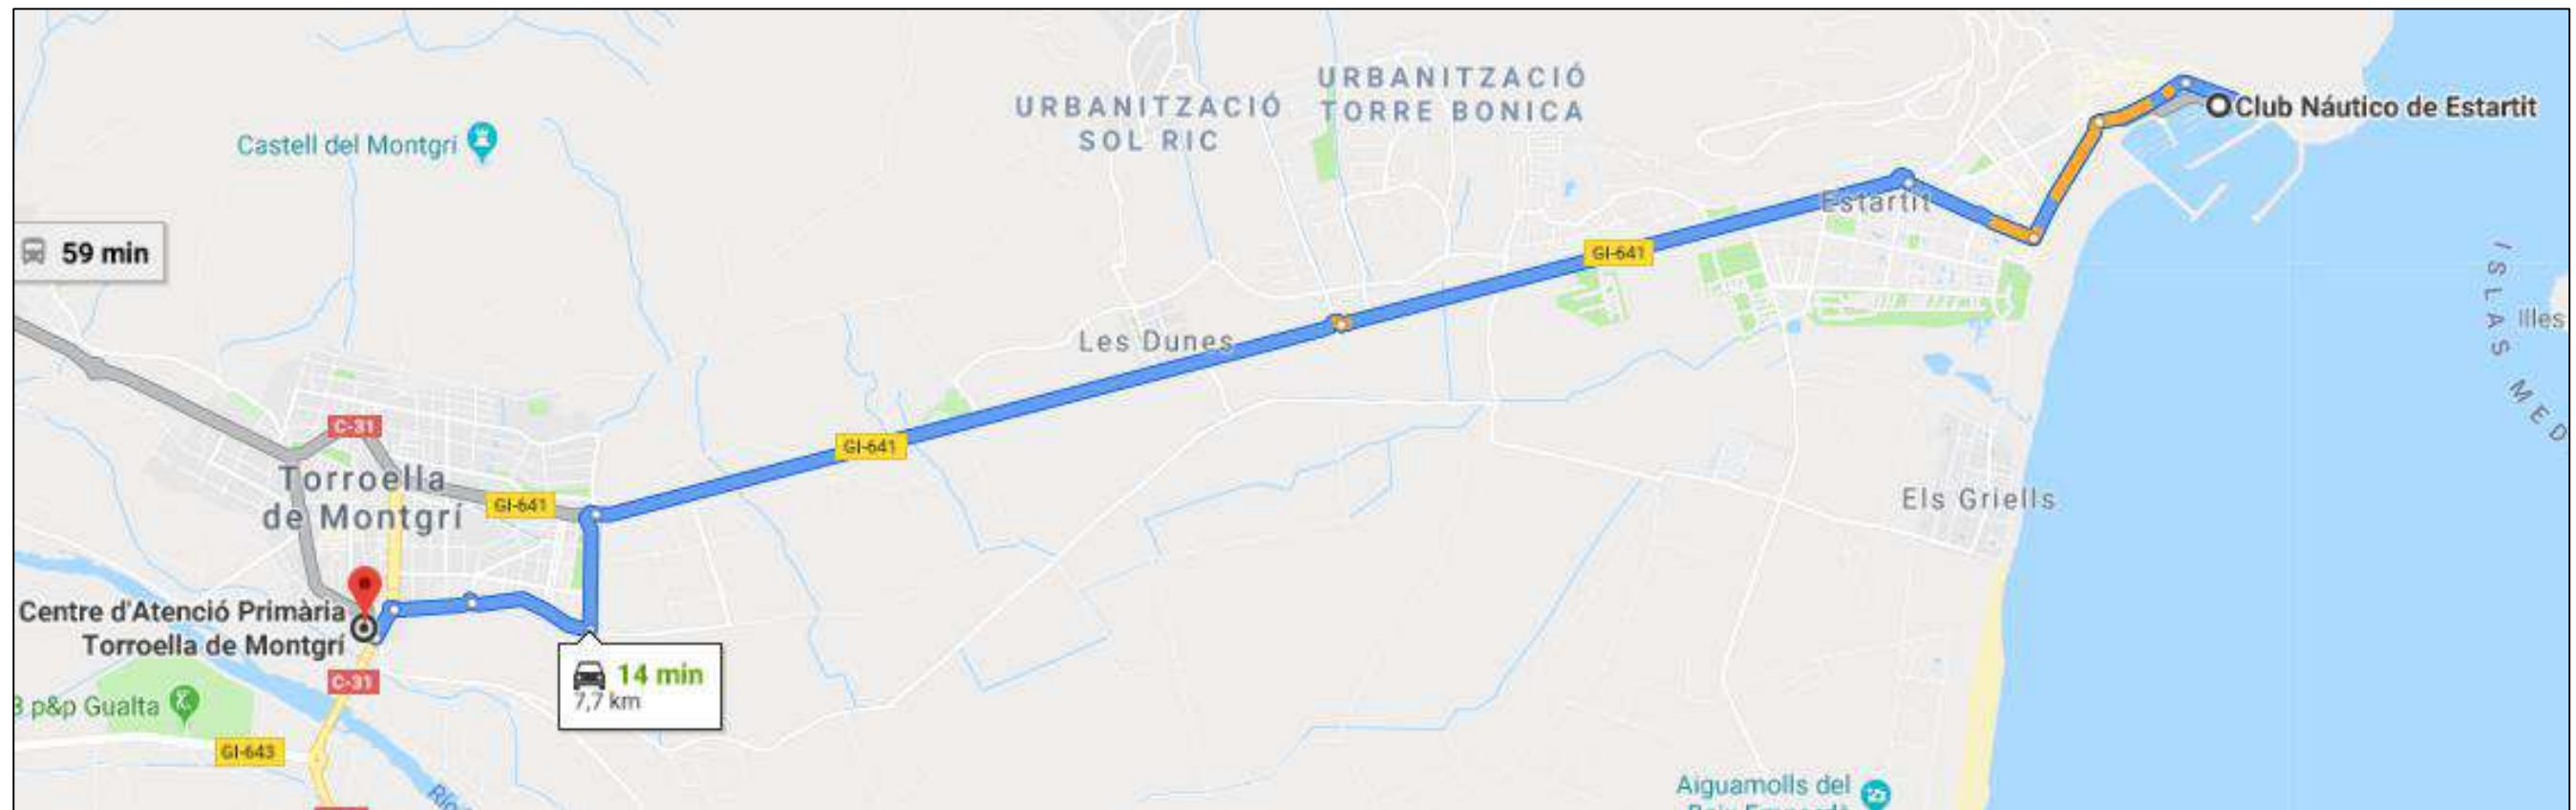 URBANITZACIÓ
TORRE BONICA
URBANITZACIÓ
SOL RIC
Club Náutico de Estartit
Castell del Montgrí
Estartit
59 min
GI-641
ISLAS MED
Illes
Les Dunes
C-31
GI-641
Torroella
de Montgrí
GI-641
Els Griells
Centre d'Atenció Primària
Torroella de Montgrí
14 min
7,7 km
C-31
3 p&p Gualta
GI-643
Aiguamolls del